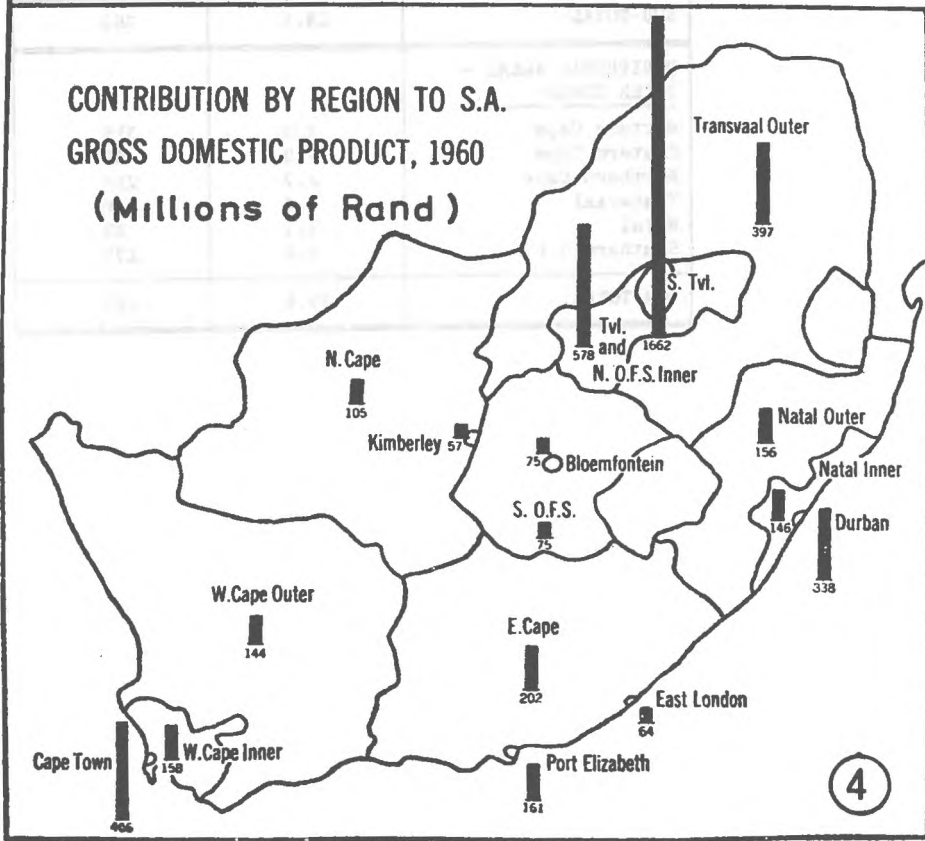 CONTRIBUTION BY REGION TO S.A.
GROSS DOMESTIC PRODUCT, 1960
(Millions of Rand)
Transvaal Outer
397
S. Tvl.
1662
Tvl.
and
N. O.F.S. Inner
578
N. Cape
105
Kimberley
57
75
Bloemfontein
S. O.F.S.
75
Natal Outer
156
Natal Inner
146
Durban
338
W. Cape Outer
144
E. Cape
202
East London
64
Cape Town
466
W. Cape Inner
158
Port Elizabeth
161
4